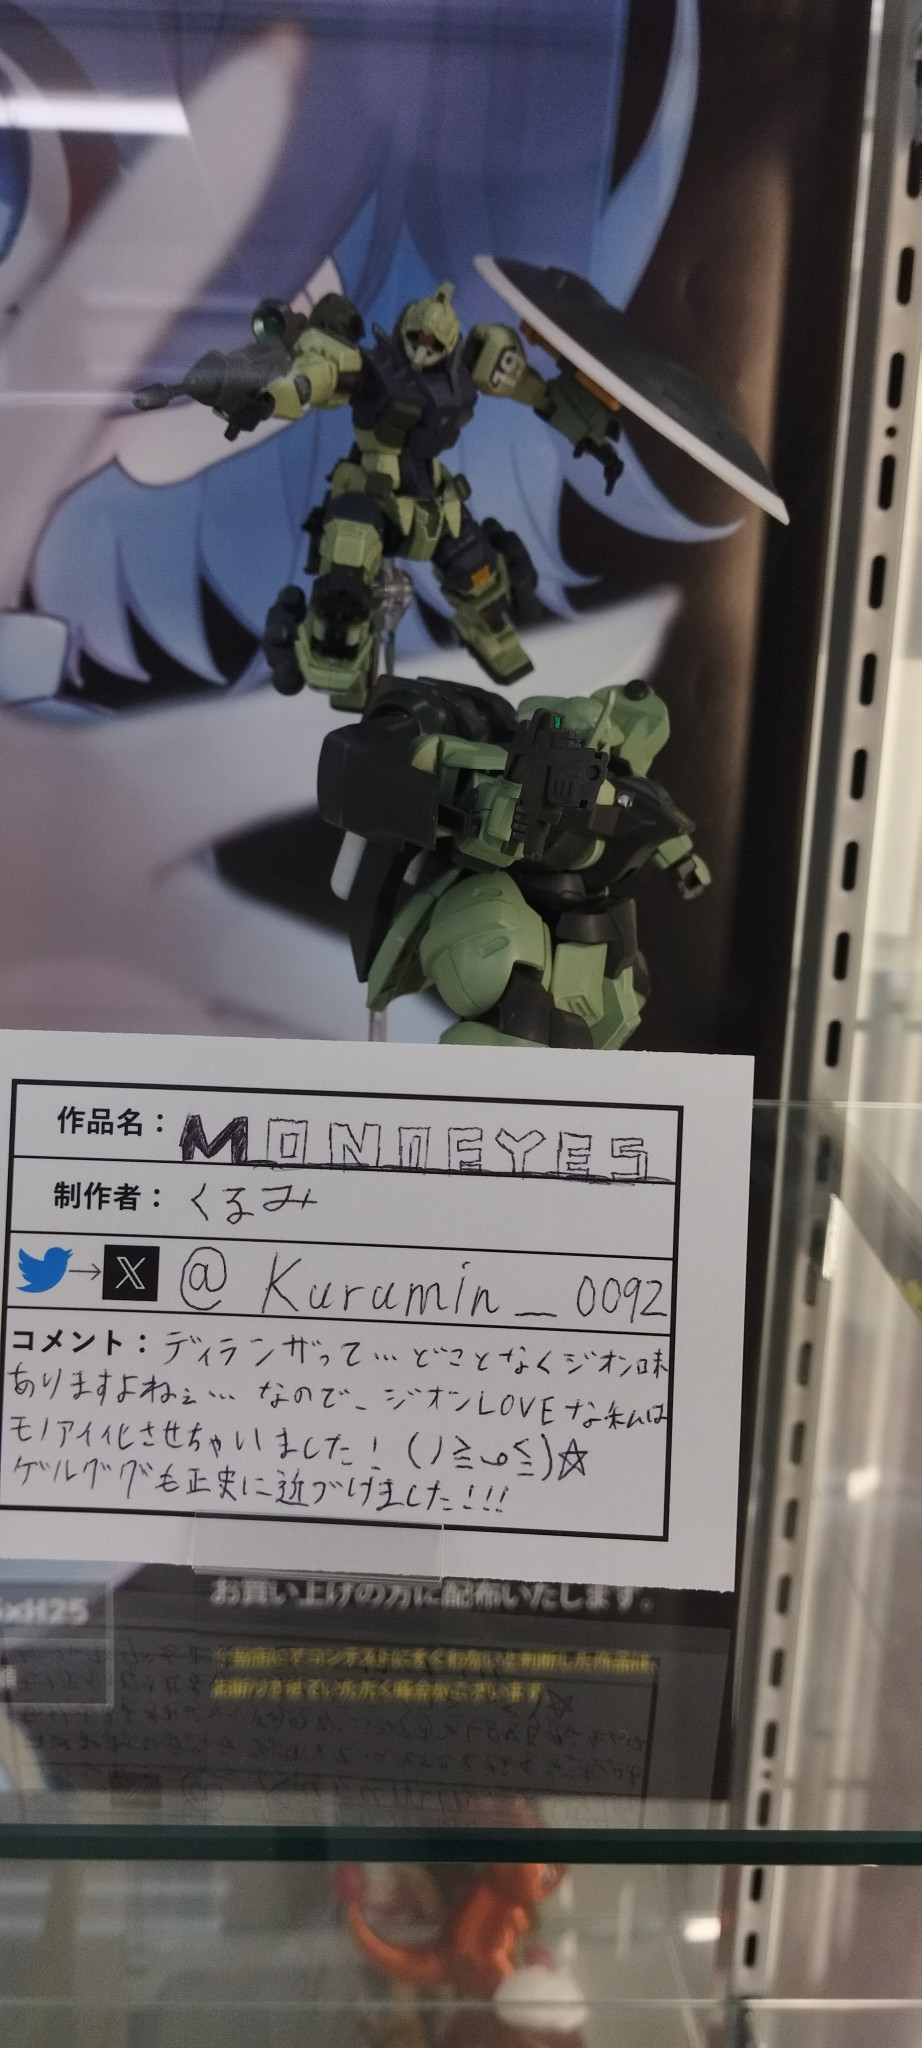 19
作品名：MONOEYES
制作者：くるみ
→ X @Kuramin_0092
コメント：ディランザって…どことなくジオン味
ありますよねぇ… なので、ジオンLOVEな私は
モノアイ化させちゃいました！(ﾉ≧ڡ≦)☆
ゲルググも正史に近づけました!!!
お買い上げの方に配布いたします。
xH25